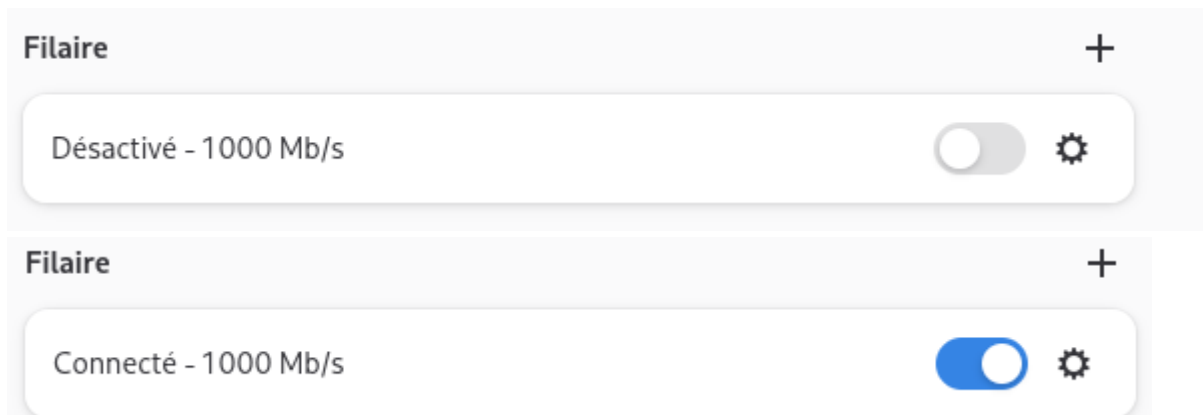 Filaire
Désactivé - 1000 Mb/s
Filaire
Connecté - 1000 Mb/s